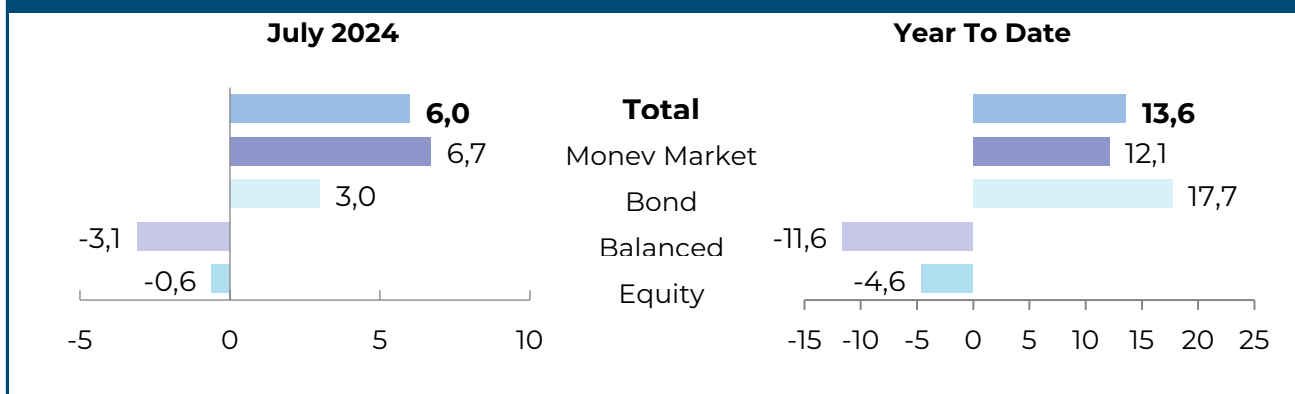 July 2024
Year To Date
6,0
Total
13,6
6,7
Money Market
12,1
3,0
Bond
17,7
-3,1
Balanced
-11,6
-0,6
Equity
-4,6
-5 0 5 10
-15 -10 -5 0 5 10 15 20 25